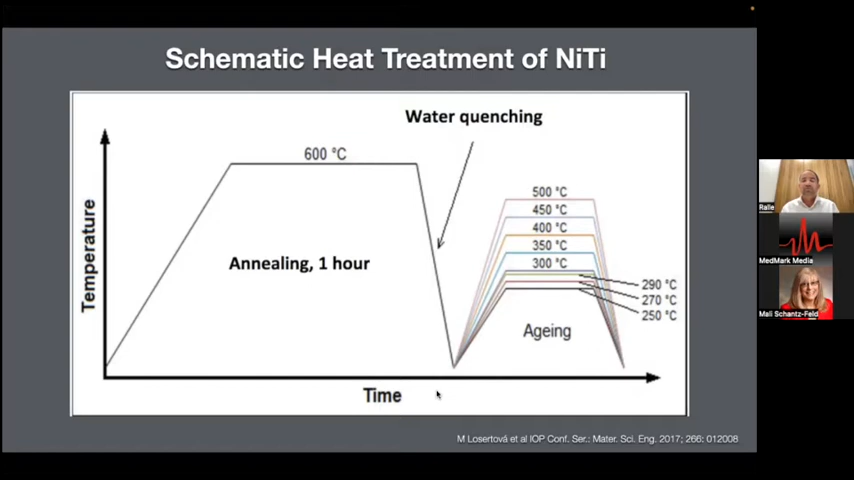 Schematic Heat Treatment of NiTi
Water quenching
600 °C
500 °C
450 °C
400 °C
350 °C
300 °C
290 °C
270 °C
250 °C
Annealing, 1 hour
Ageing
Temperature
Time
M Losertová et al IOP Conf. Ser.: Mater. Sci. Eng. 2017; 266; 012008
Ralle
MedMark Media
Mali Schantz-Feld